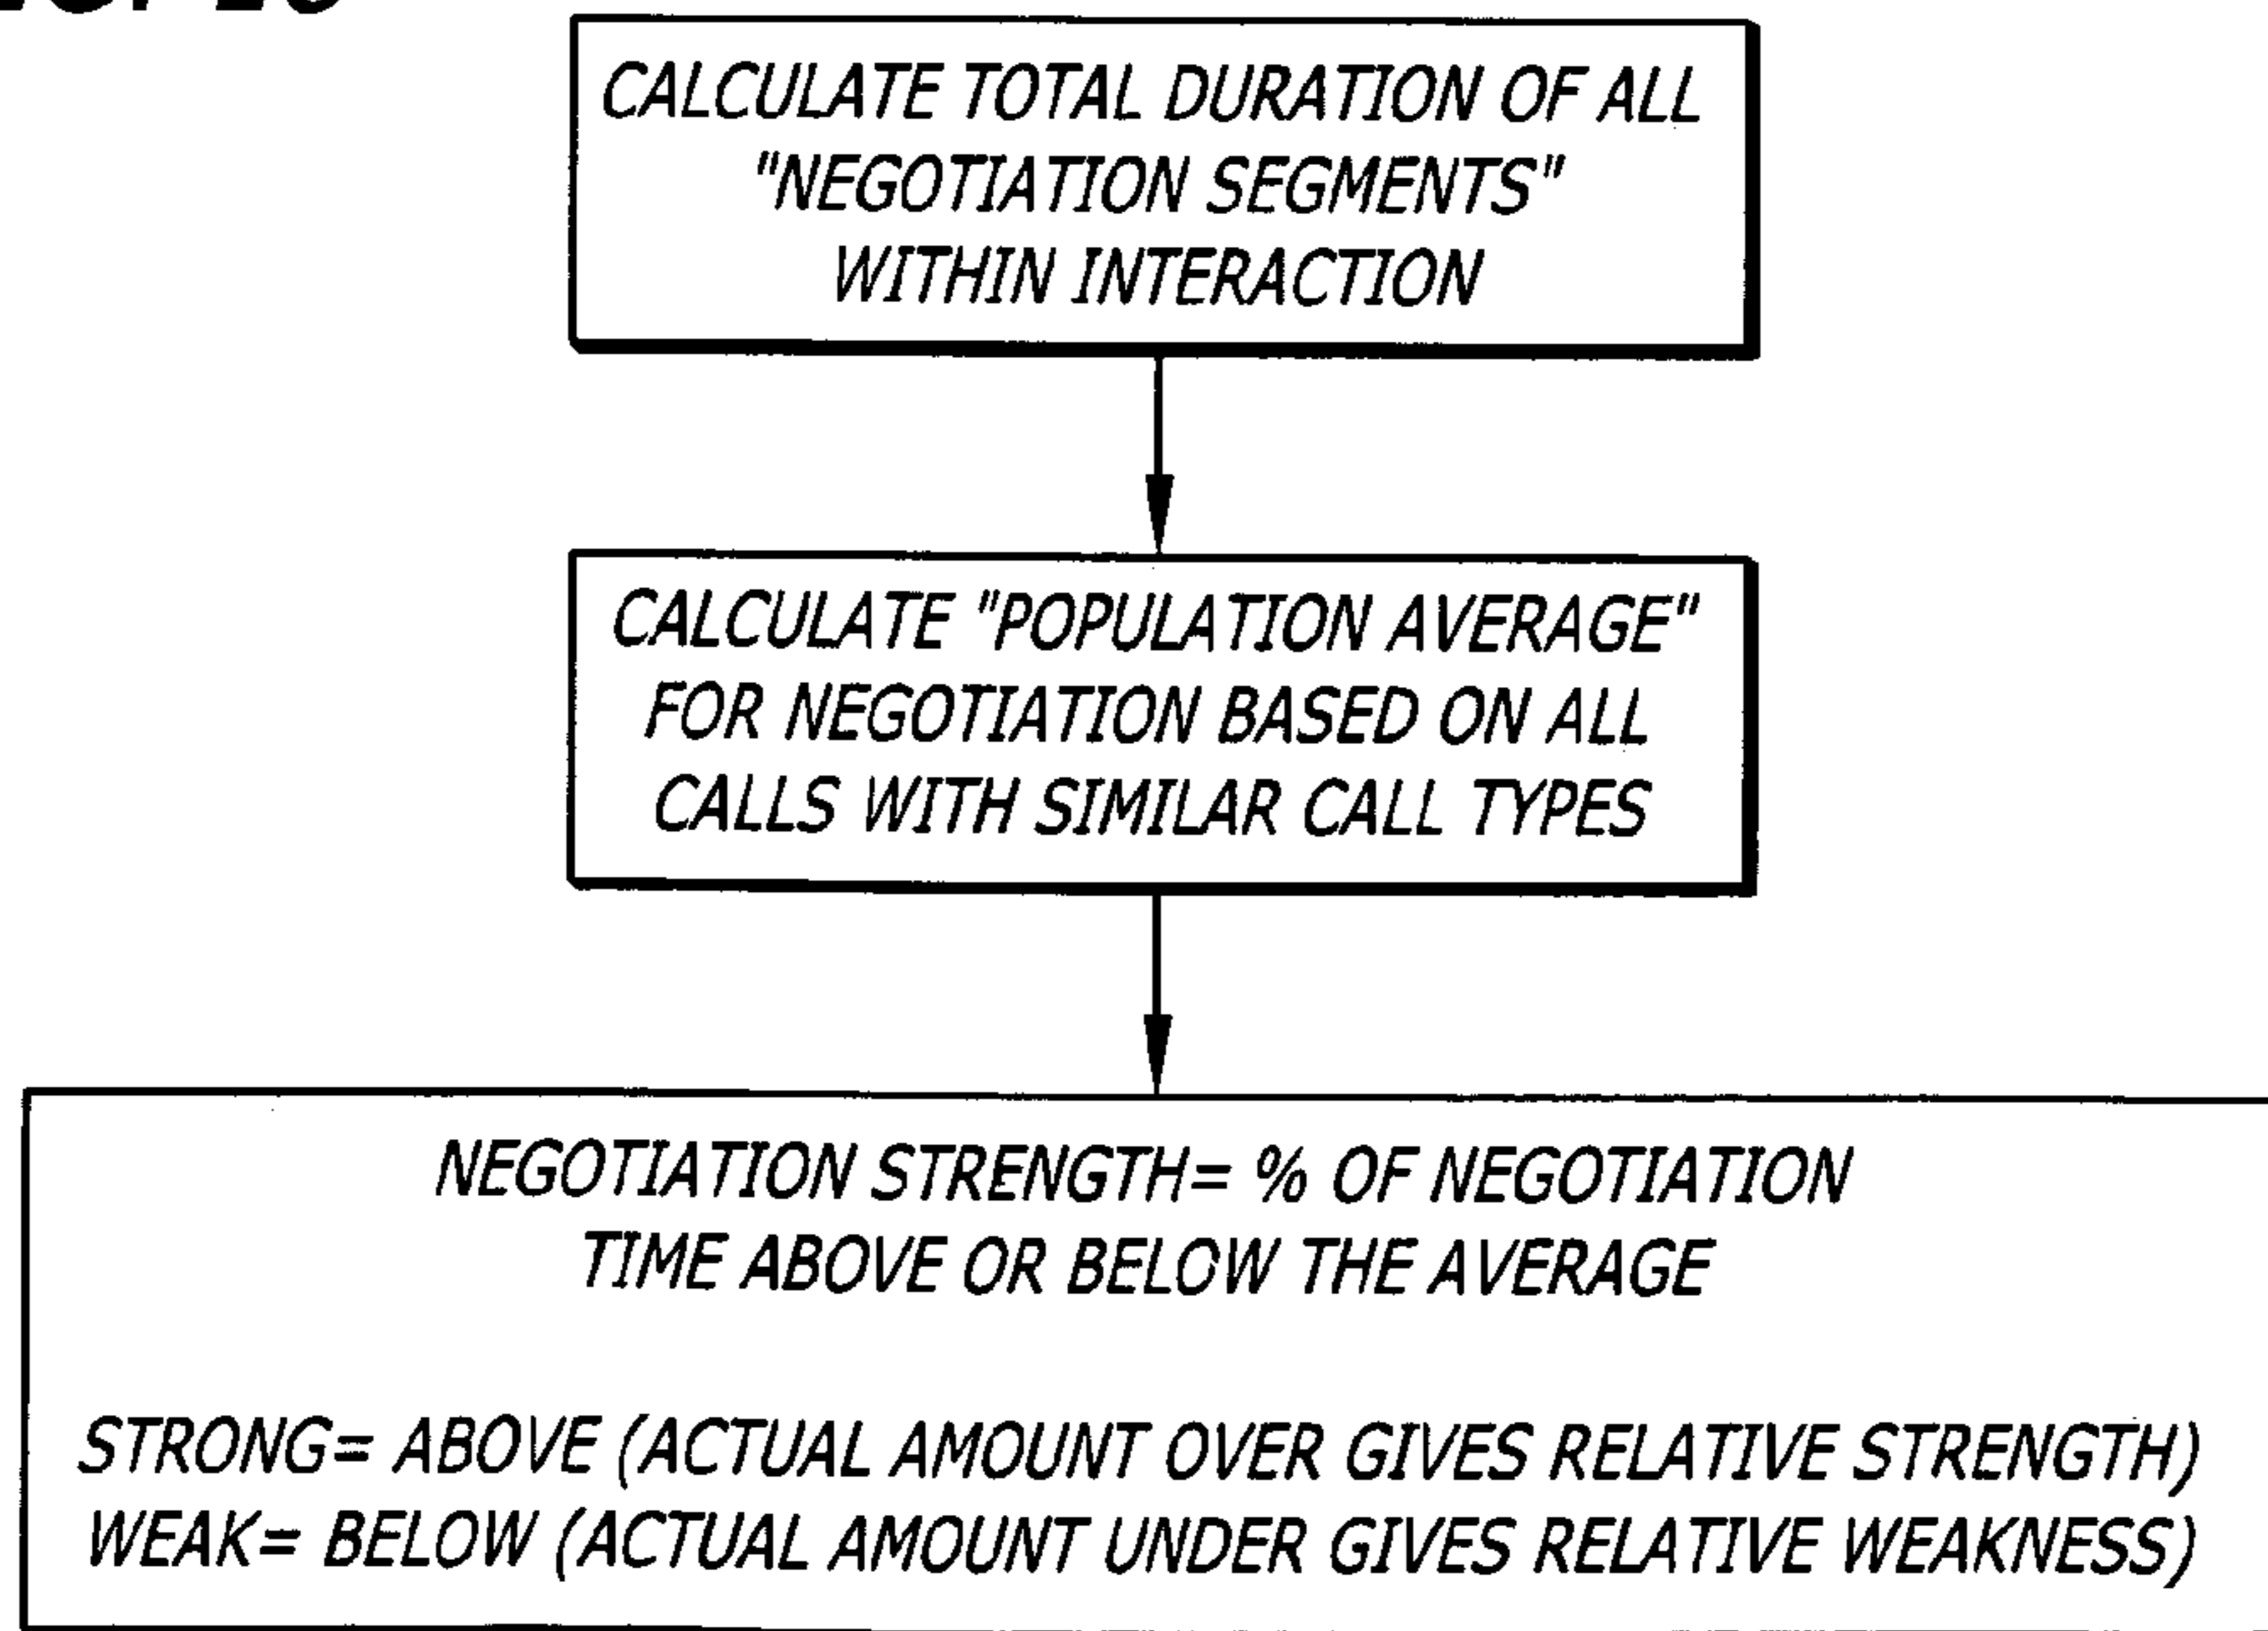 CALCULATE TOTAL DURATION OF ALL
"NEGOTIATION SEGMENTS"
WITHIN INTERACTION
CALCULATE "POPULATION AVERAGE"
FOR NEGOTIATION BASED ON ALL
CALLS WITH SIMILAR CALL TYPES
NEGOTIATION STRENGTH= % OF NEGOTIATION
TIME ABOVE OR BELOW THE AVERAGE
STRONG= ABOVE (ACTUAL AMOUNT OVER GIVES RELATIVE STRENGTH)
WEAK= BELOW (ACTUAL AMOUNT UNDER GIVES RELATIVE WEAKNESS)